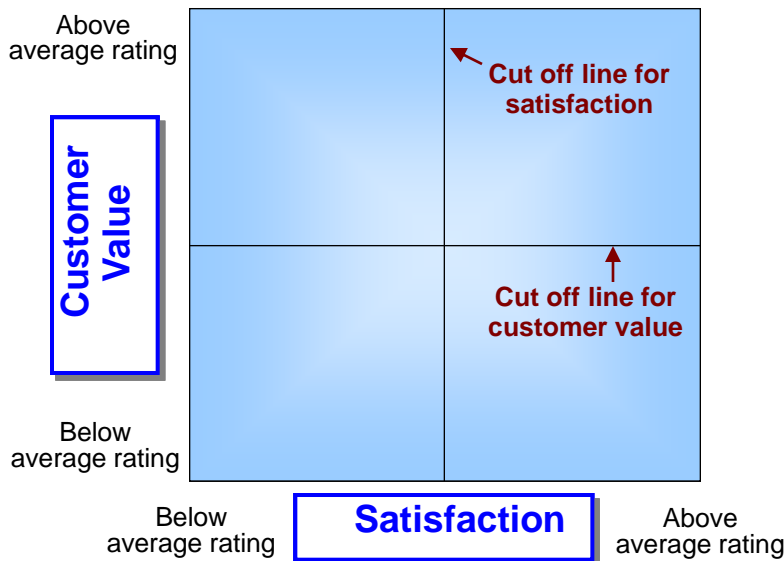 Above
average rating
Cut off line for
satisfaction
Customer
Value
Cut off line for
customer value
Below
average rating
Below
average rating
Satisfaction
Above
average rating